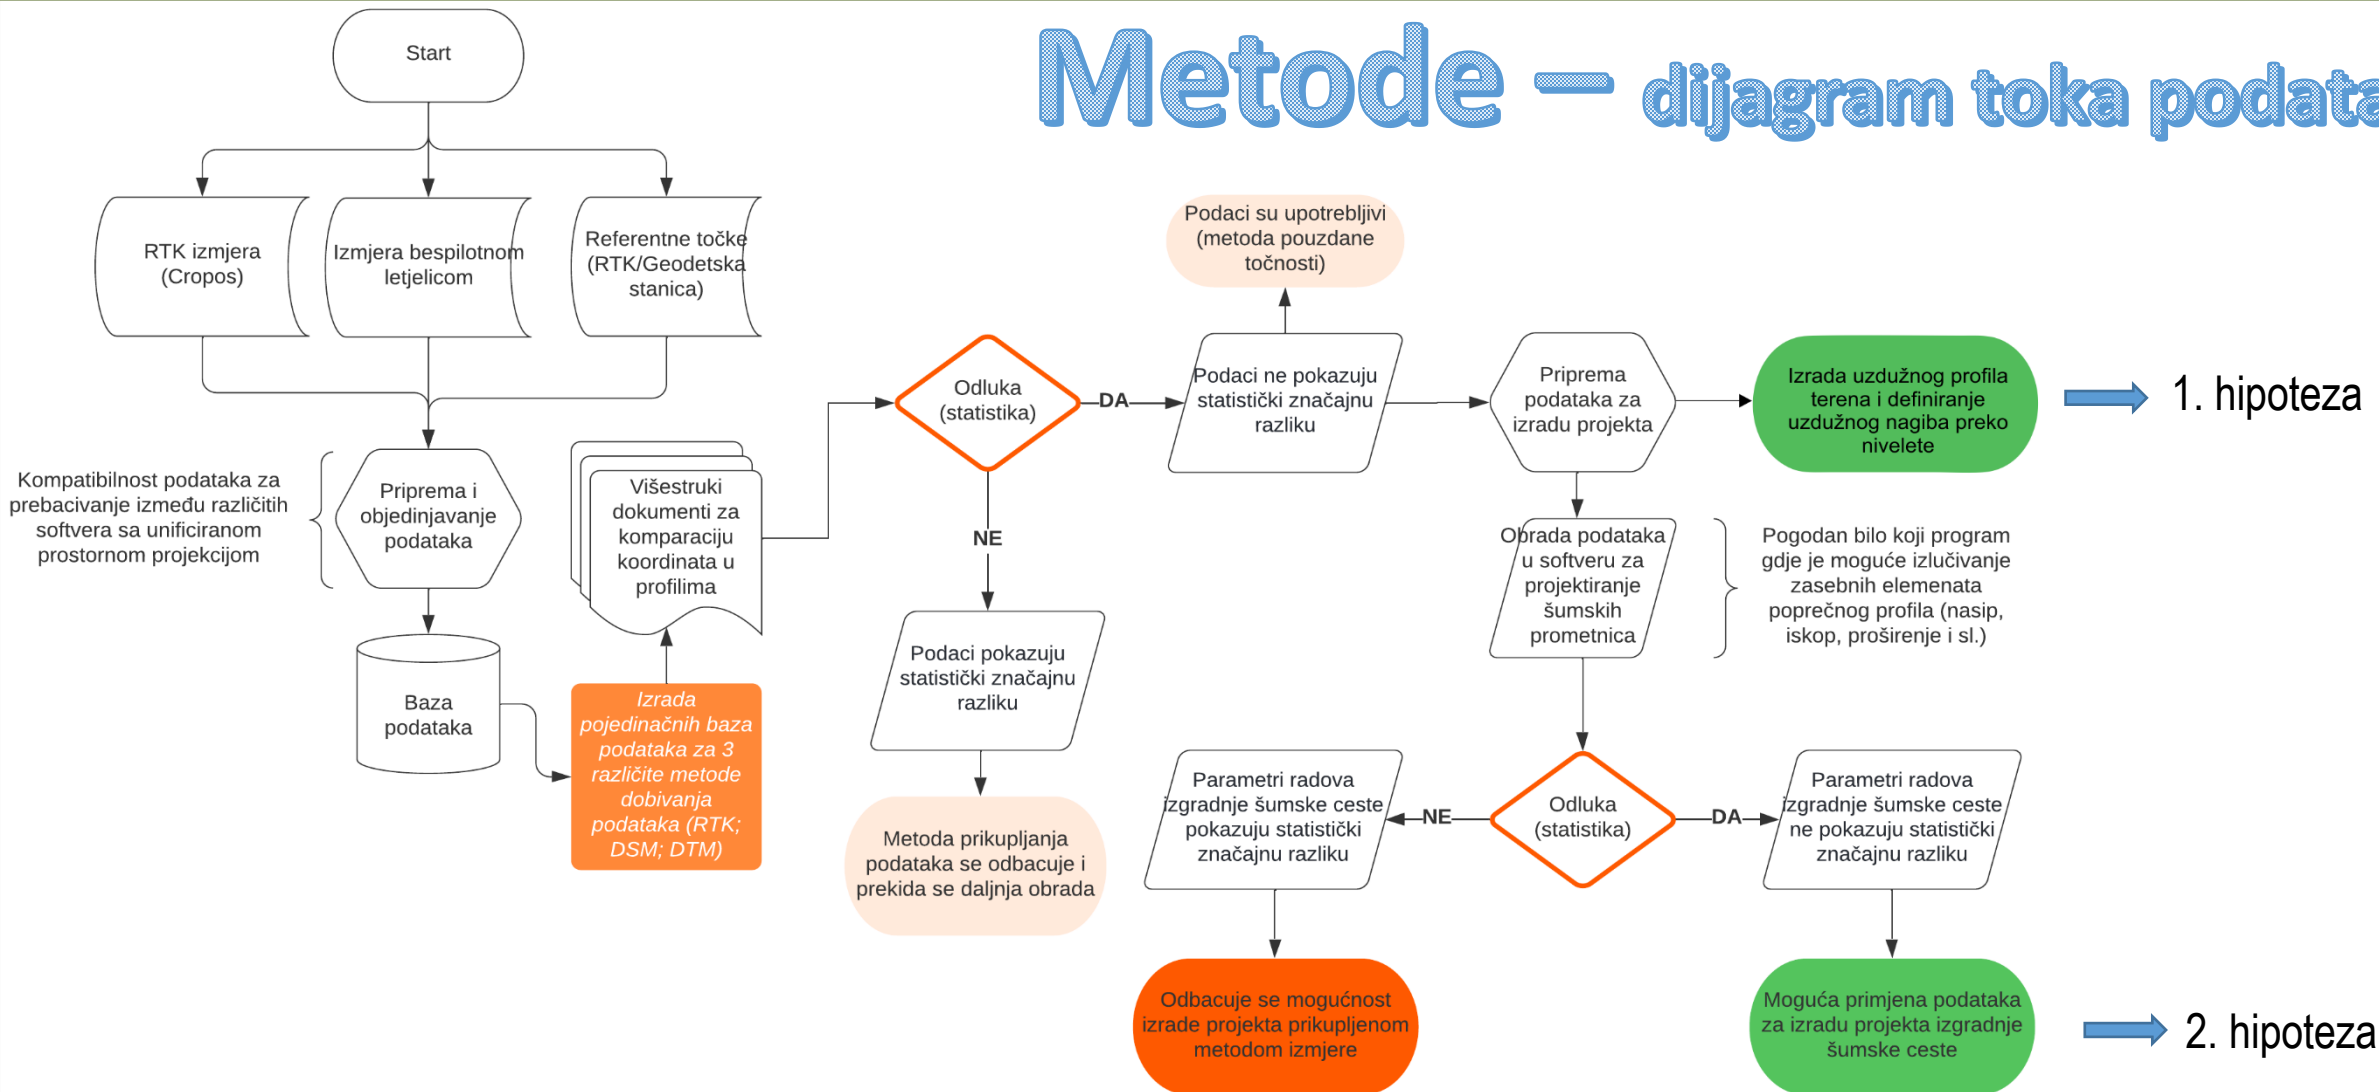 Metode – dijagram toka podata
Start
RTK izmjera
(Cropos)
Izmjera bespilotnom
letjelicom
Referentne točke
(RTK/Geodetska
stanica)
Kompatibilnost podataka za
prebacivanje između različitih
softvera sa unificiranom
prostornom projekcijom
Priprema i
objedinjavanje
podataka
Baza
podataka
Izrada
pojedinačnih baza
podataka za 3
različite metode
dobivanja
podataka (RTK;
DSM; DTM)
Višestruki
dokumenti za
komparaciju
koordinata u
profilima
Odluka
(statistika)
DA
NE
Podaci pokazuju
statistički značajnu
razliku
Metoda prikupljanja
podataka se odbacuje i
prekida se daljnja obrada
Podaci su upotrebljivi
(metoda pouzdane
točnosti)
Podaci ne pokazuju
statistički značajnu
razliku
Priprema
podataka za
izradu projekta
Izrada uzdužnog profila
terena i definiranje
uzdužnog nagiba preko
nivelete
1. hipoteza
Obrada podataka
u softveru za
projektiranje
šumskih
prometnica
Pogodan bilo koji program
gdje je moguće izlučivanje
zasebnih elemenata
poprečnog profila (nasip,
iskop, proširenje i sl.)
Odluka
(statistika)
NE
DA
Parametri radova
izgradnje šumske ceste
pokazuju statistički
značajnu razliku
Parametri radova
izgradnje šumske ceste
ne pokazuju statistički
značajnu razliku
Odbacuje se mogućnost
izrade projekta prikupljenom
metodom izmjere
Moguća primjena podataka
za izradu projekta izgradnje
šumske ceste
2. hipoteza